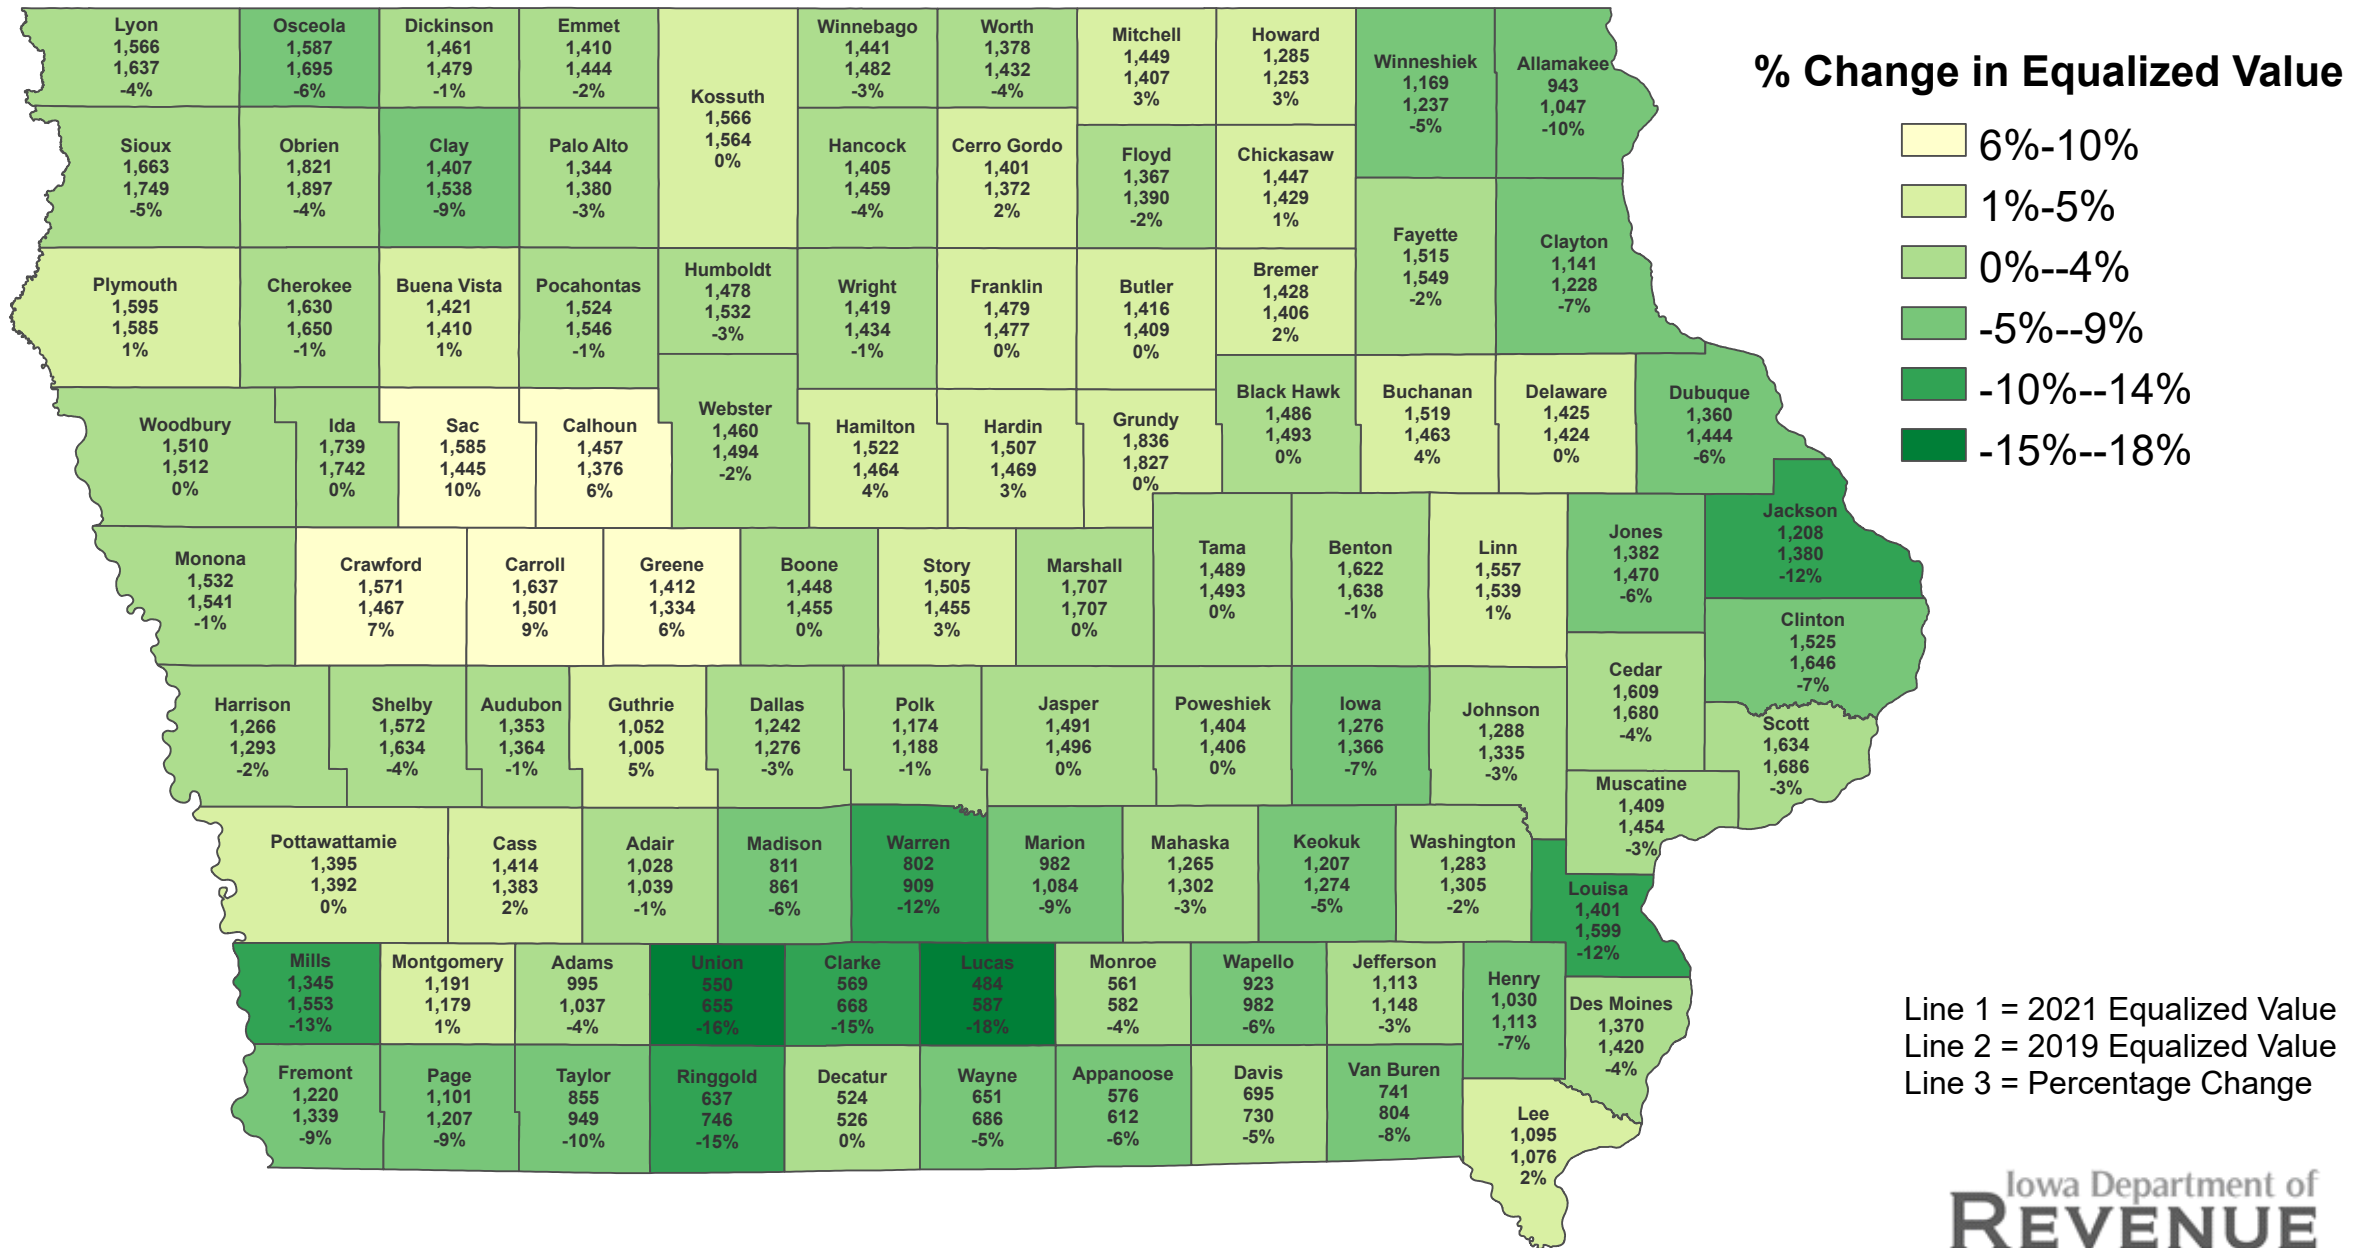 % Change in Equalized Value
6%-10%
1%-5%
0%--4%
-5%--9%
-10%--14%
-15%--18%
Lyon
1,566
1,637
-4%
Osceola
1,587
1,695
-6%
Dickinson
1,461
1,479
-1%
Emmet
1,410
1,444
-2%
Kossuth
1,566
1,564
0%
Winnebago
1,441
1,482
-3%
Worth
1,378
1,432
-4%
Mitchell
1,449
1,407
3%
Howard
1,285
1,253
3%
Winneshiek
1,169
1,237
-5%
Allamakee
943
1,047
-10%
Sioux
1,663
1,749
-5%
Obrien
1,821
1,897
-4%
Clay
1,407
1,538
-9%
Palo Alto
1,344
1,380
-3%
Hancock
1,405
1,459
-4%
Cerro Gordo
1,401
1,372
2%
Floyd
1,367
1,390
-2%
Chickasaw
1,447
1,429
1%
Fayette
1,515
1,549
-2%
Clayton
1,141
1,228
-7%
Plymouth
1,595
1,585
1%
Cherokee
1,630
1,650
-1%
Buena Vista
1,421
1,410
1%
Pocahontas
1,524
1,546
-1%
Humboldt
1,478
1,532
-3%
Wright
1,419
1,434
-1%
Franklin
1,479
1,477
0%
Butler
1,416
1,409
0%
Bremer
1,428
1,406
2%
Woodbury
1,510
1,512
0%
Ida
1,739
1,742
0%
Sac
1,585
1,445
10%
Calhoun
1,457
1,376
6%
Webster
1,460
1,494
-2%
Hamilton
1,522
1,464
4%
Hardin
1,507
1,469
3%
Grundy
1,836
1,827
0%
Black Hawk
1,486
1,493
0%
Buchanan
1,519
1,463
4%
Delaware
1,425
1,424
0%
Dubuque
1,360
1,444
-6%
Monona
1,532
1,541
-1%
Crawford
1,571
1,467
7%
Carroll
1,637
1,501
9%
Greene
1,412
1,334
6%
Boone
1,448
1,455
0%
Story
1,505
1,455
3%
Marshall
1,707
1,707
0%
Tama
1,489
1,493
0%
Benton
1,622
1,638
-1%
Linn
1,557
1,539
1%
Jones
1,382
1,470
-6%
Jackson
1,208
1,380
-12%
Clinton
1,525
1,646
-7%
Harrison
1,266
1,293
-2%
Shelby
1,572
1,634
-4%
Audubon
1,353
1,364
-1%
Guthrie
1,052
1,005
5%
Dallas
1,242
1,276
-3%
Polk
1,174
1,188
-1%
Jasper
1,491
1,496
0%
Poweshiek
1,404
1,406
0%
Iowa
1,276
1,366
-7%
Johnson
1,288
1,335
-3%
Cedar
1,609
1,680
-4%
Scott
1,634
1,686
-3%
Muscatine
1,409
1,454
-3%
Pottawattamie
1,395
1,392
0%
Cass
1,414
1,383
2%
Adair
1,028
1,039
-1%
Madison
811
861
-6%
Warren
802
909
-12%
Marion
982
1,084
-9%
Mahaska
1,265
1,302
-3%
Keokuk
1,207
1,274
-5%
Washington
1,283
1,305
-2%
Louisa
1,401
1,599
-12%
Mills
1,345
1,553
-13%
Montgomery
1,191
1,179
1%
Adams
995
1,037
-4%
Union
550
655
-16%
Clarke
569
668
-15%
Lucas
484
587
-18%
Monroe
561
582
-4%
Wapello
923
982
-6%
Jefferson
1,113
1,148
-3%
Henry
1,030
1,113
-7%
Des Moines
1,370
1,420
-4%
Fremont
1,220
1,339
-9%
Page
1,101
1,207
-9%
Taylor
855
949
-10%
Ringgold
637
746
-15%
Decatur
524
526
0%
Wayne
651
686
-5%
Appanoose
576
612
-6%
Davis
695
730
-5%
Van Buren
741
804
-8%
Lee
1,095
1,076
2%
Line 1 = 2021 Equalized Value
Line 2 = 2019 Equalized Value
Line 3 = Percentage Change
Iowa Department of
REVENUE